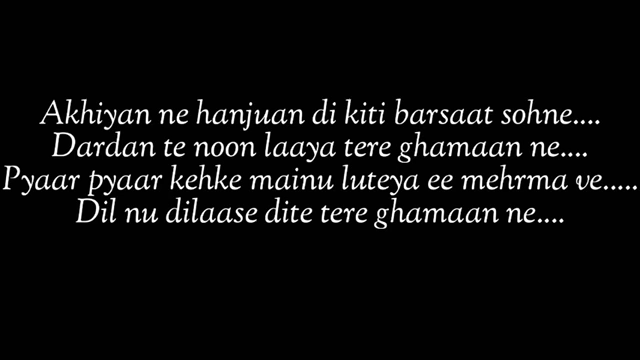 Akhiyan ne hanjuan di kiti barsaat sohne....
Dardan te noon laaya tere ghamaan ne....
Pyaar pyaar kehke mainu luteya ee mehrma ve.....
Dil nu dilaase dite tere ghamaan ne....